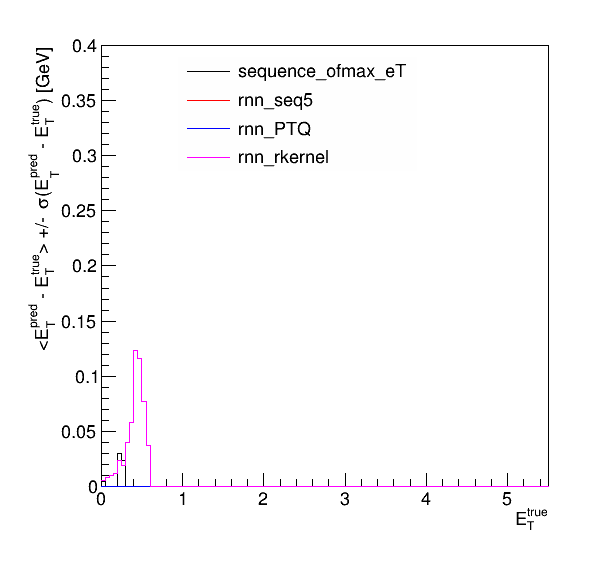 <E_T^pred - E_T^true> +/- σ(E_T^pred - E_T^true) [GeV]
0.4
0.35
0.3
0.25
0.2
0.15
0.1
0.05
0
sequence_ofmax_eT
rnn_seq5
rnn_PTQ
rnn_rkernel
0 1 2 3 4 5
E_T^true